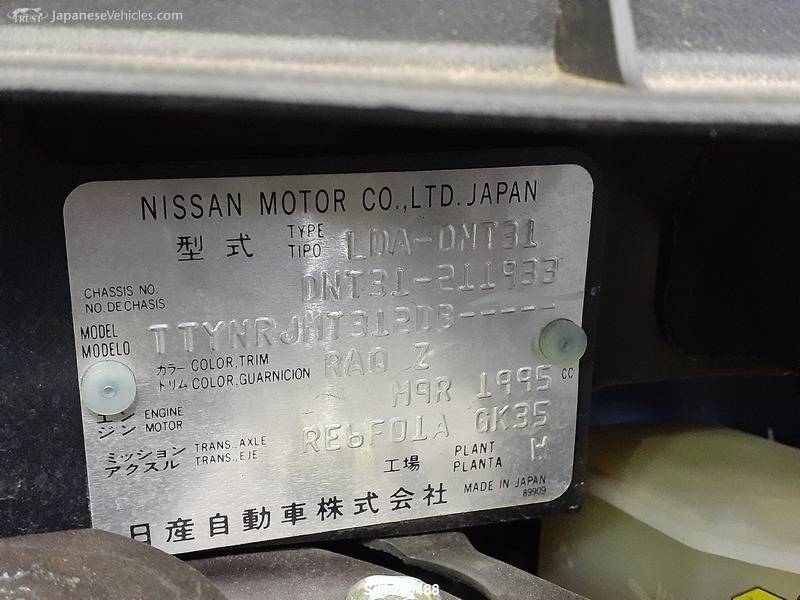 TRUST JapaneseVehicles.com
NISSAN MOTOR CO.,LTD. JAPAN
型式 TYPE TIPO LDA-DNT31
CHASSIS NO. NO. DE CHASIS DNT31-211933
MODEL MODELO TTYNRJMT312DB-----
カラー COLOR,TRIM
トリム COLOR,GUARNICION RAQ Z
エンジン ENGINE MOTOR M9R 1995 CC
ミッション TRANS.,AXLE
アクスル TRANS.,EJE RE6F01A GK35
工場 PLANT PLANTA W
日産自動車株式会社 MADE IN JAPAN
89909